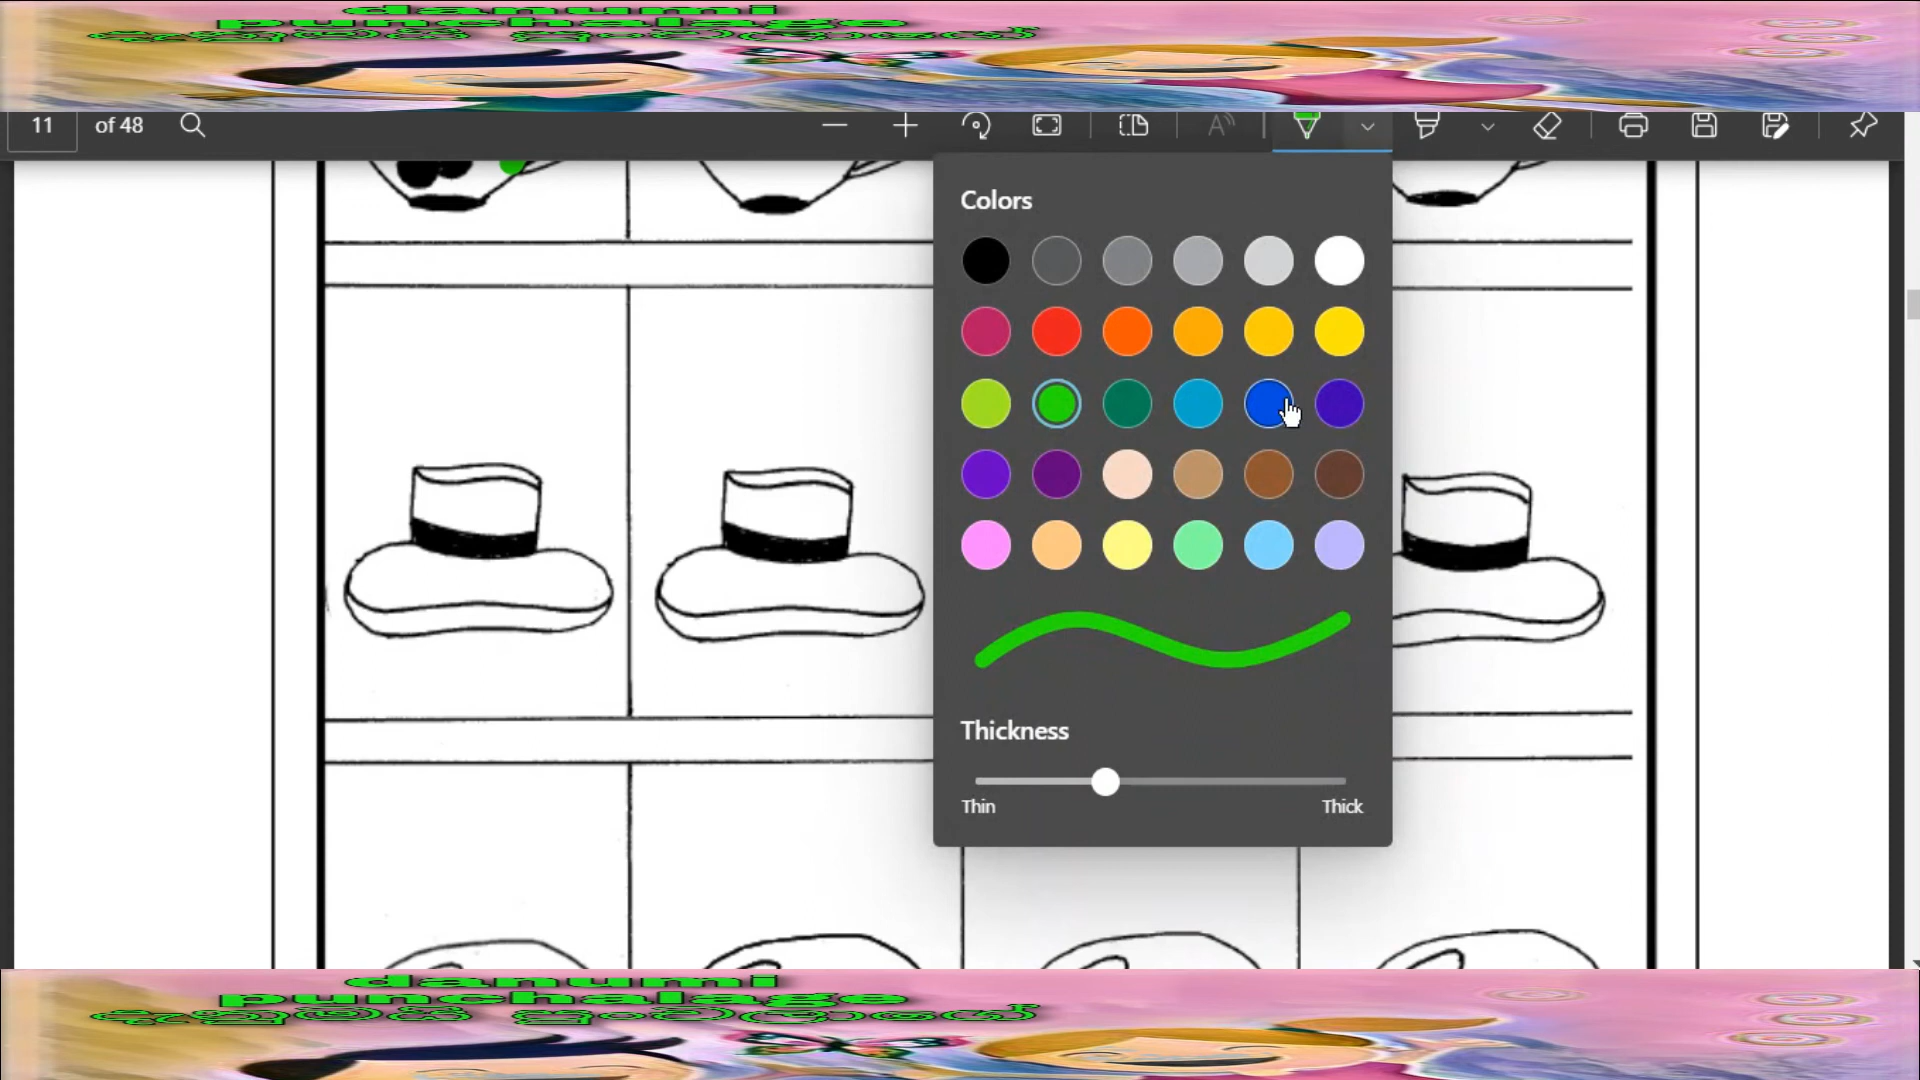 danumi
punchalage
11 of 48
Colors
Thickness
Thin Thick
danumi
punchalage